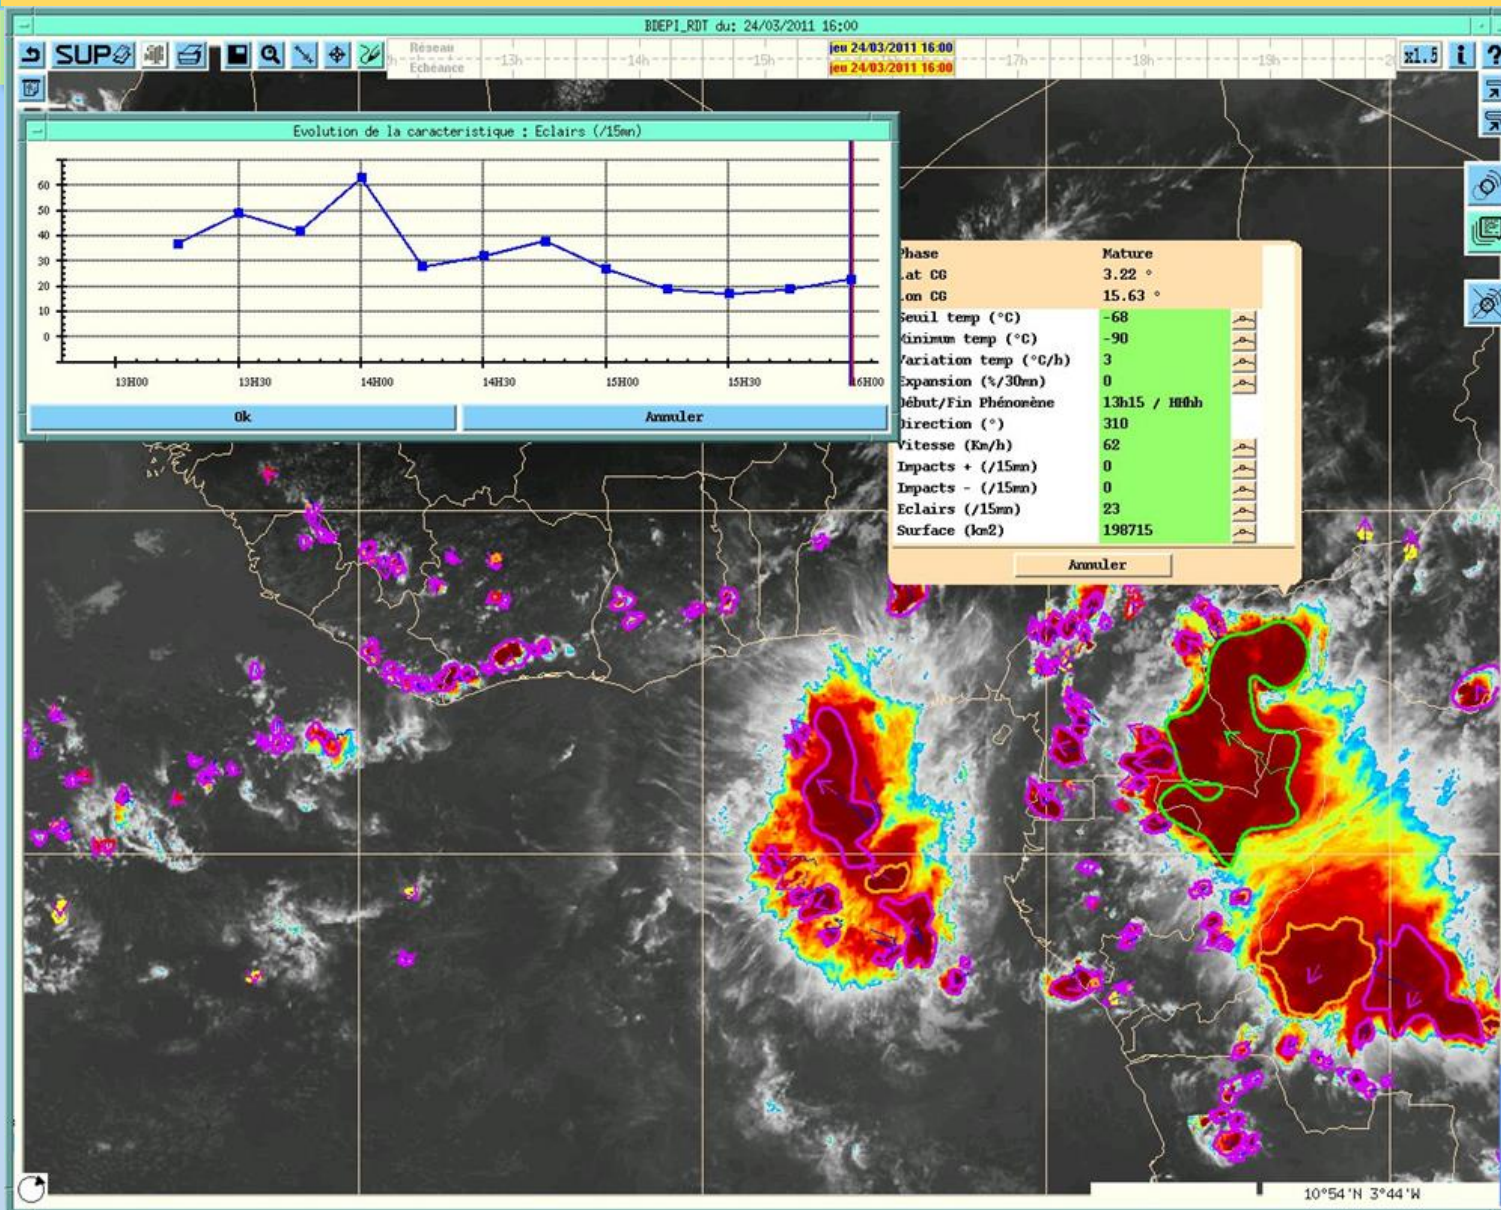 BDEPI_RDT du: 24/03/2011 16:00
SUP
Réseau
Echéance
13h
14h
15h
jeu 24/03/2011 16:00
jeu 24/03/2011 16:00
17h
18h
19h
x1.5
i
?
Evolution de la caracteristique : Eclairs (/15mn)
60
50
40
30
20
10
0
13H00
13H30
14H00
14H30
15H00
15H30
16H00
Ok
Annuler
Phase Mature
Lat CG 3.22 °
Lon CG 15.63 °
Seuil temp (°C) -68
Minimum temp (°C) -90
Variation temp (°C/h) 3
Expansion (%/30mn) 0
Début/Fin Phénomène 13h15 / HHhh
Direction (°) 310
Vitesse (Km/h) 62
Impacts + (/15mn) 0
Impacts - (/15mn) 0
Eclairs (/15mn) 23
Surface (km2) 198715
Annuler
10°54'N 3°44'W